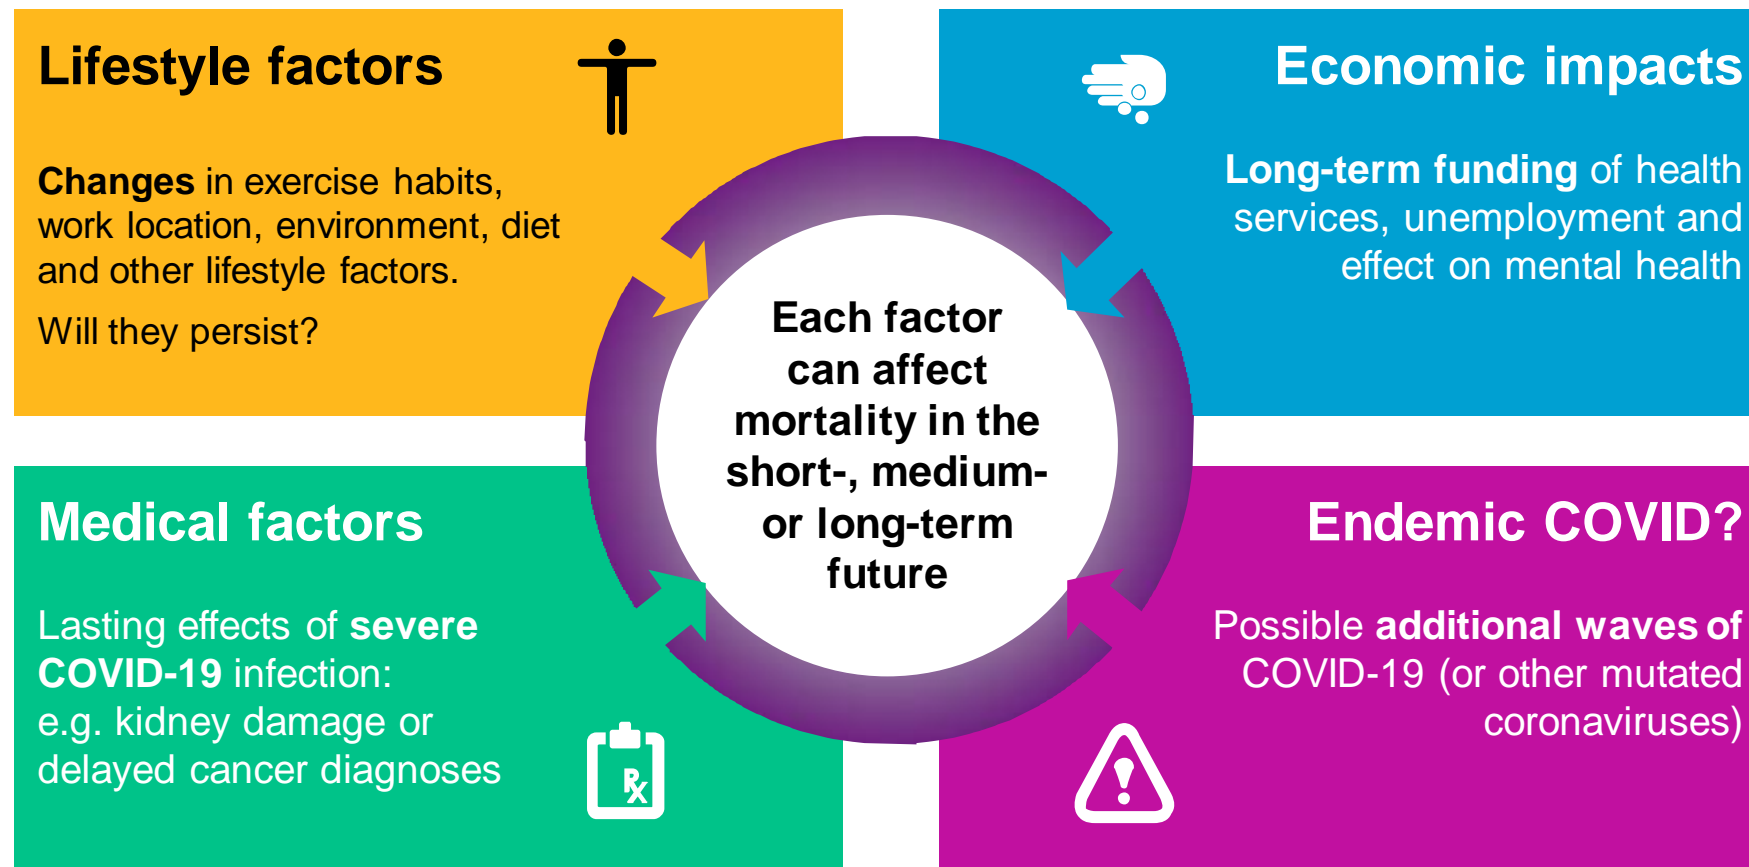 Lifestyle factors
Changes in exercise habits,
work location, environment, diet
and other lifestyle factors.
Will they persist?
Economic impacts
Long-term funding of health
services, unemployment and
effect on mental health
Each factor
can affect
mortality in the
short-, medium-
or long-term
future
Medical factors
Lasting effects of severe
COVID-19 infection:
e.g. kidney damage or
delayed cancer diagnoses
Rx
Endemic COVID?
Possible additional waves of
COVID-19 (or other mutated
coronaviruses)
!